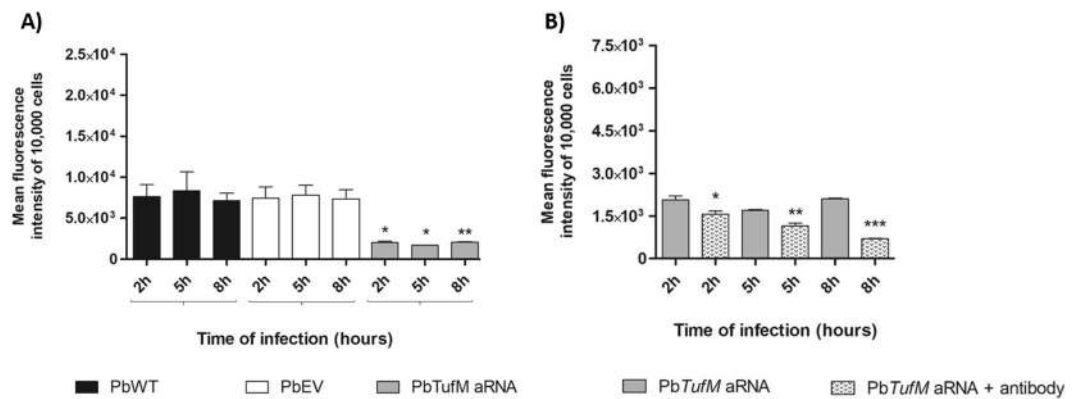 A)
Mean fluorescence
intensity of 10,000 cells
2.5×10⁴
2.0×10⁴
1.5×10⁴
1.0×10⁴
5.0×10³
0
* * **
2h 5h 8h 2h 5h 8h 2h 5h 8h
Time of infection (hours)
PbWT PbEV PbTufM aRNA
B)
Mean fluorescence
intensity of 10,000 cells
7.5×10³
6.0×10³
4.5×10³
3.0×10³
1.5×10³
0
* ** ***
2h 2h 5h 5h 8h 8h
Time of infection (hours)
PbTufM aRNA PbTufM aRNA + antibody